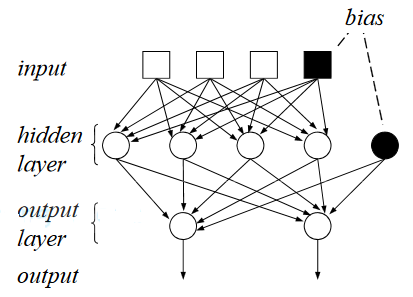 bias
input
hidden
layer
output
layer
output